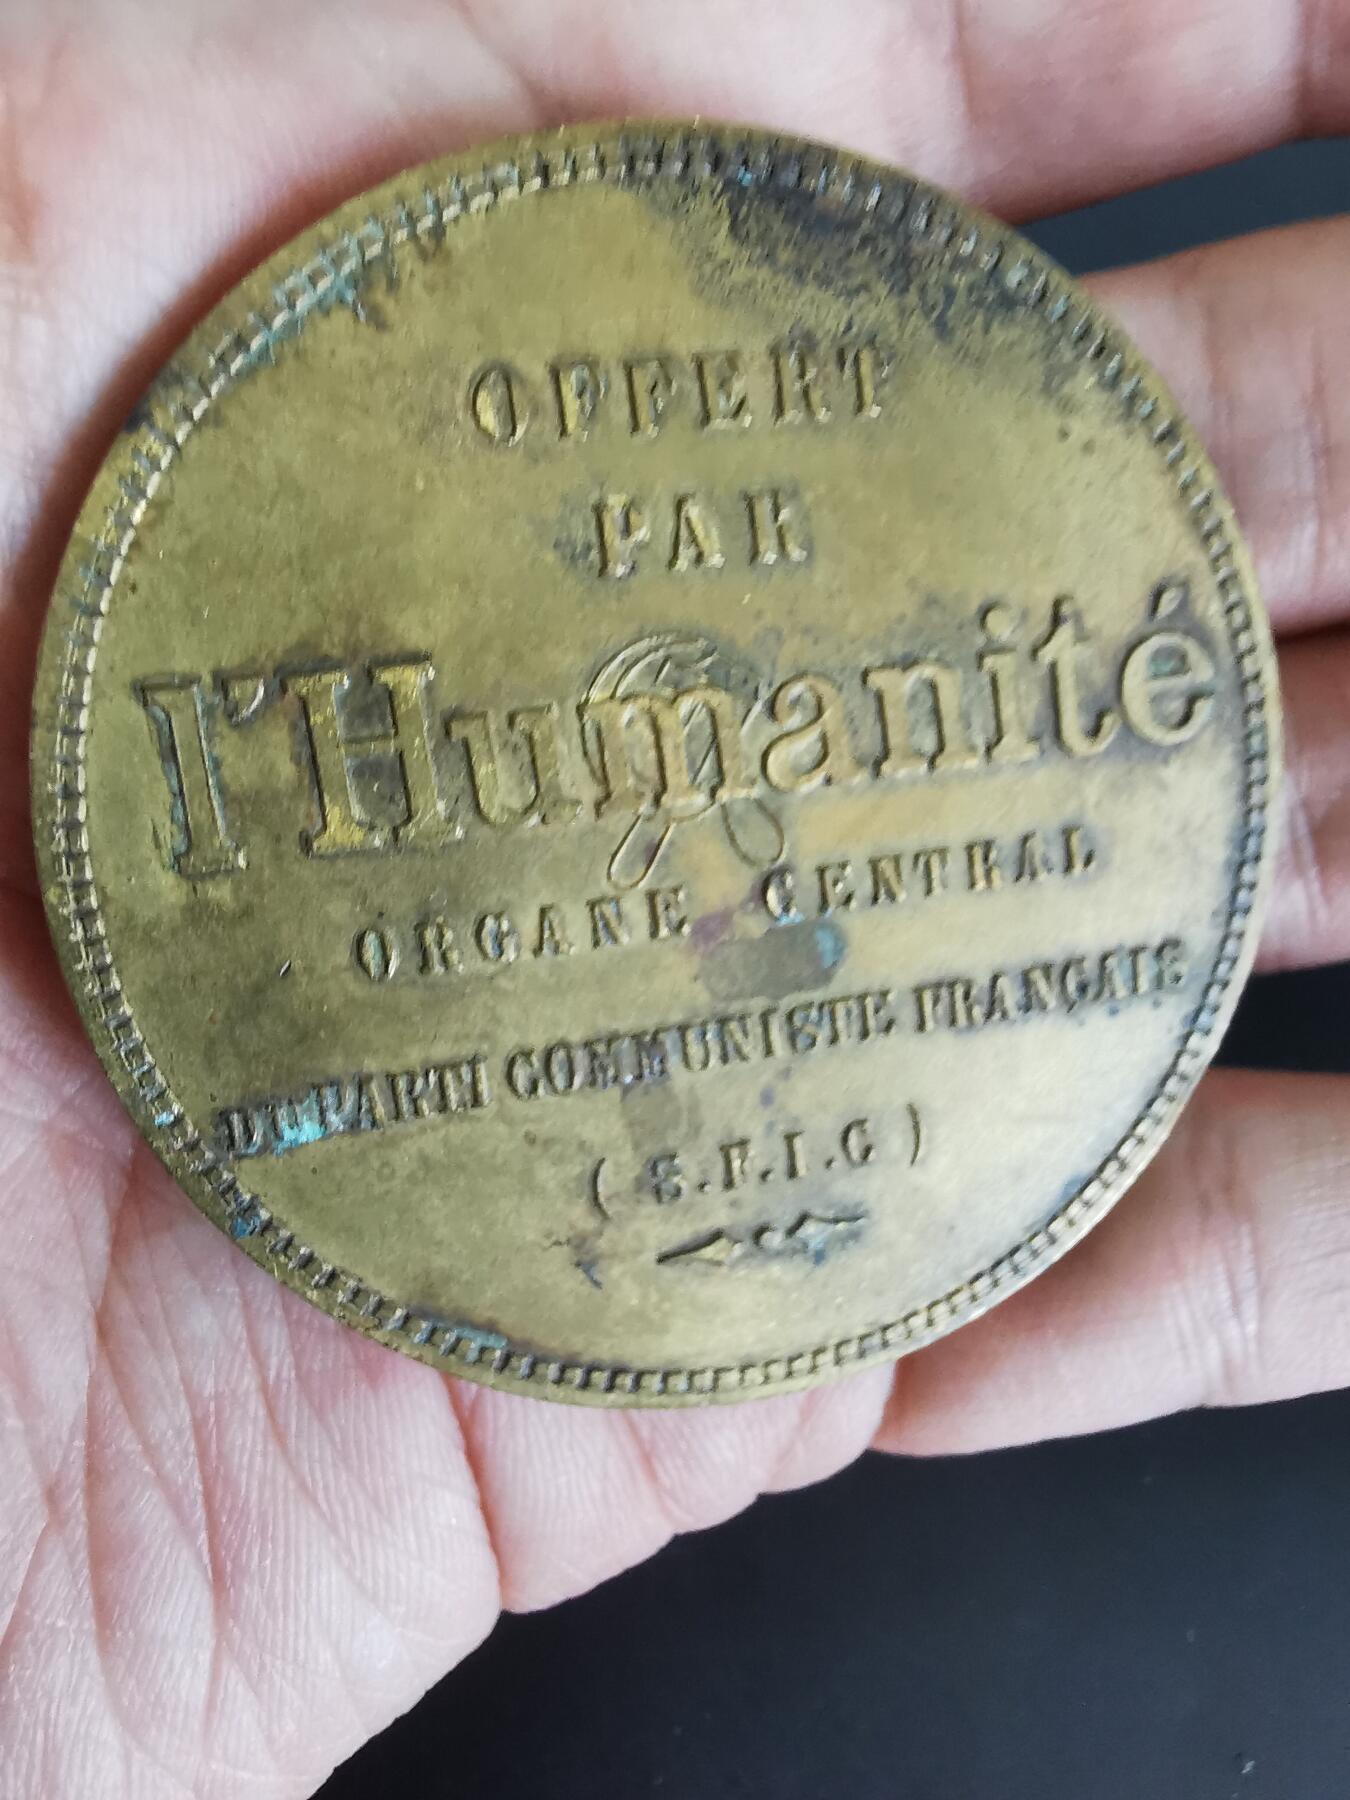 OFFERT
PAR
l'Humanité
ORGANE CENTRAL
DU PARTI COMMUNISTE FRANÇAIS
( S.F.I.C )